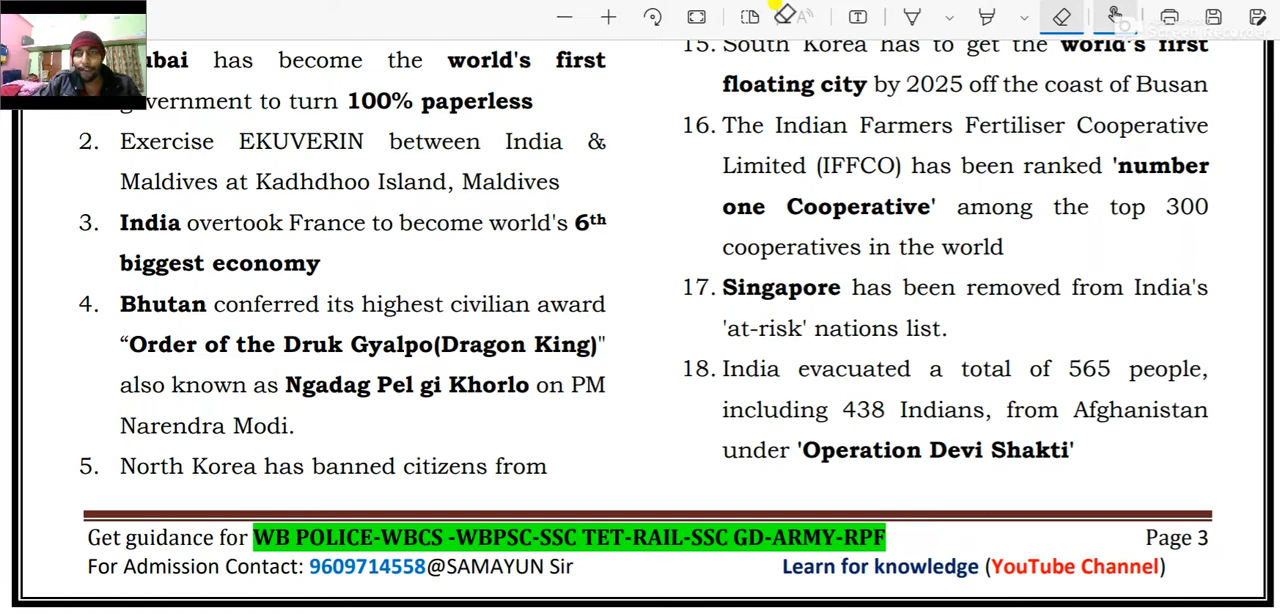 ubai has become the world's first
vernment to turn 100% paperless
2. Exercise EKUVERIN between India &
Maldives at Kadhdhoo Island, Maldives
3. India overtook France to become world's 6th
biggest economy
4. Bhutan conferred its highest civilian award
“Order of the Druk Gyalpo(Dragon King)"
also known as Ngadag Pel gi Khorlo on PM
Narendra Modi.
5. North Korea has banned citizens from
15. South Korea has to get the world's first
floating city by 2025 off the coast of Busan
16. The Indian Farmers Fertiliser Cooperative
Limited (IFFCO) has been ranked 'number
one Cooperative' among the top 300
cooperatives in the world
17. Singapore has been removed from India's
'at-risk' nations list.
18. India evacuated a total of 565 people,
including 438 Indians, from Afghanistan
under 'Operation Devi Shakti'
Get guidance for WB POLICE-WBCS -WBPSC-SSC TET-RAIL-SSC GD-ARMY-RPF
Page 3
For Admission Contact: 9609714558@SAMAYUN Sir
Learn for knowledge (YouTube Channel)
Screen Recorder